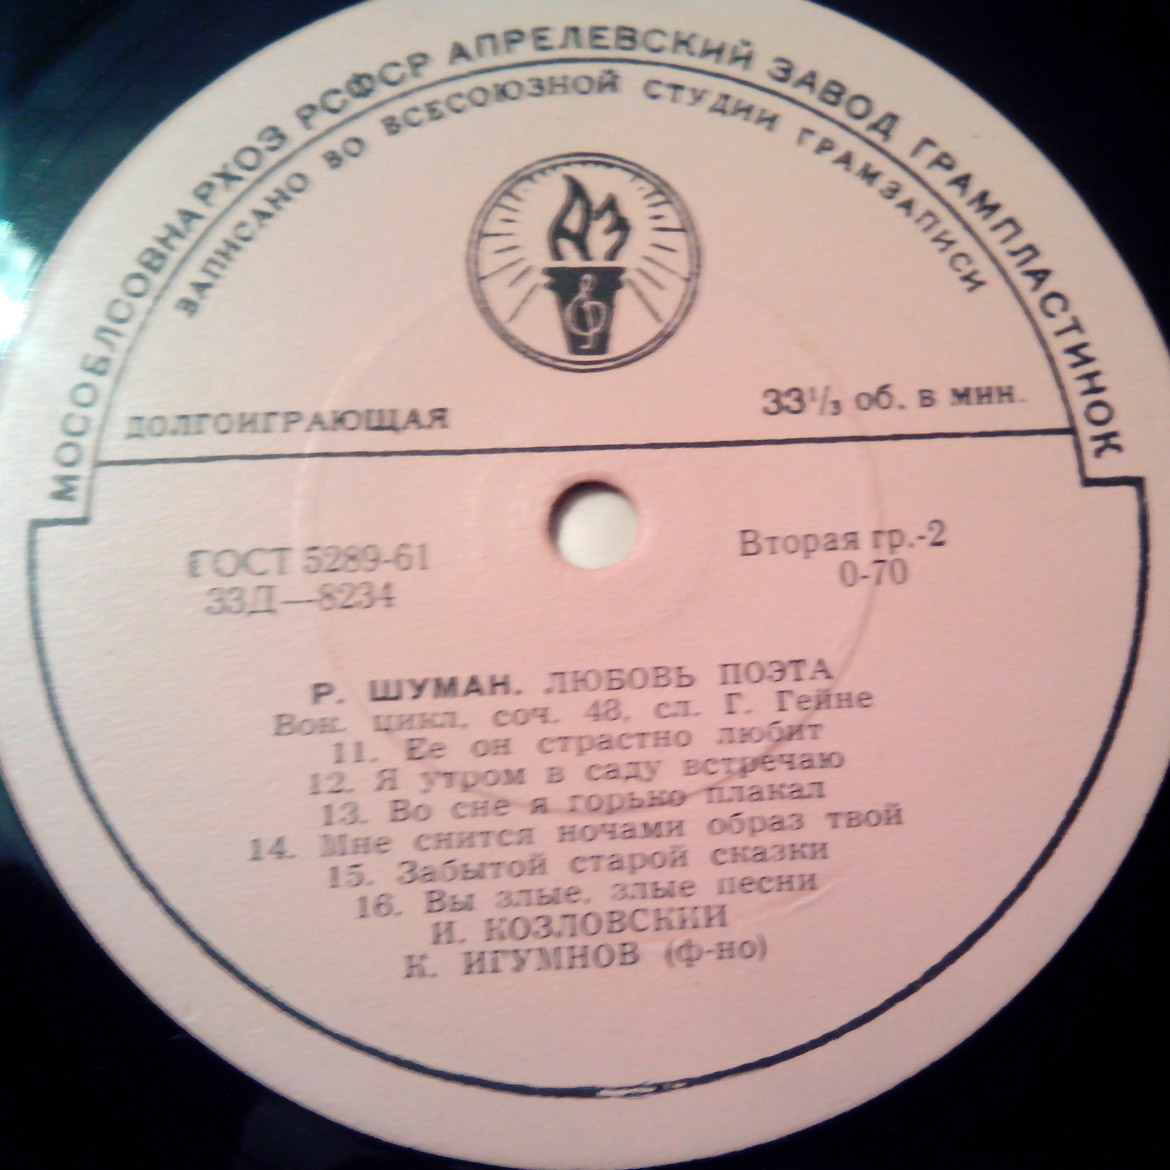 МОСОБЛСОВНАРХОЗ РСФСР АПРЕЛЕВСКИЙ ЗАВОД ГРАМПЛАСТИНОК
ЗАПИСАНО ВО ВСЕСОЮЗНОЙ СТУДИИ ГРАМЗАПИСИ
АЗ
ДОЛГОИГРАЮЩАЯ
33⅓ об. в мин.
ГОСТ 5289-61
33Д—8234
Вторая гр.-2
0-70
Р. ШУМАН. ЛЮБОВЬ ПОЭТА
Вок. цикл, соч. 48, сл. Г. Гейне
11. Ее он страстно любит
12. Я утром в саду встречаю
13. Во сне я горько плакал
14. Мне снится ночами образ твой
15. Забытой старой сказки
16. Вы злые, злые песни
И. КОЗЛОВСКИЙ
К. ИГУМНОВ (ф-но)